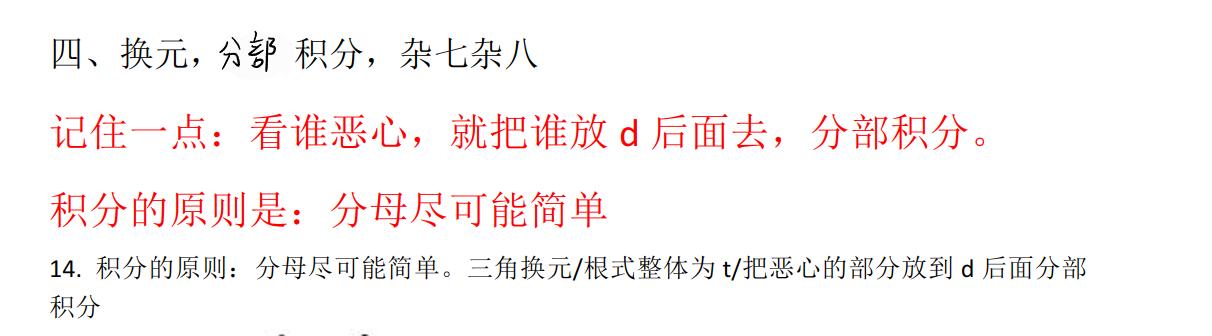 四、换元，分部 积分，杂七杂八
记住一点：看谁恶心，就把谁放 d 后面去，分部积分。
积分的原则是：分母尽可能简单
14. 积分的原则：分母尽可能简单。三角换元/根式整体为 t/把恶心的部分放到 d 后面分部
积分